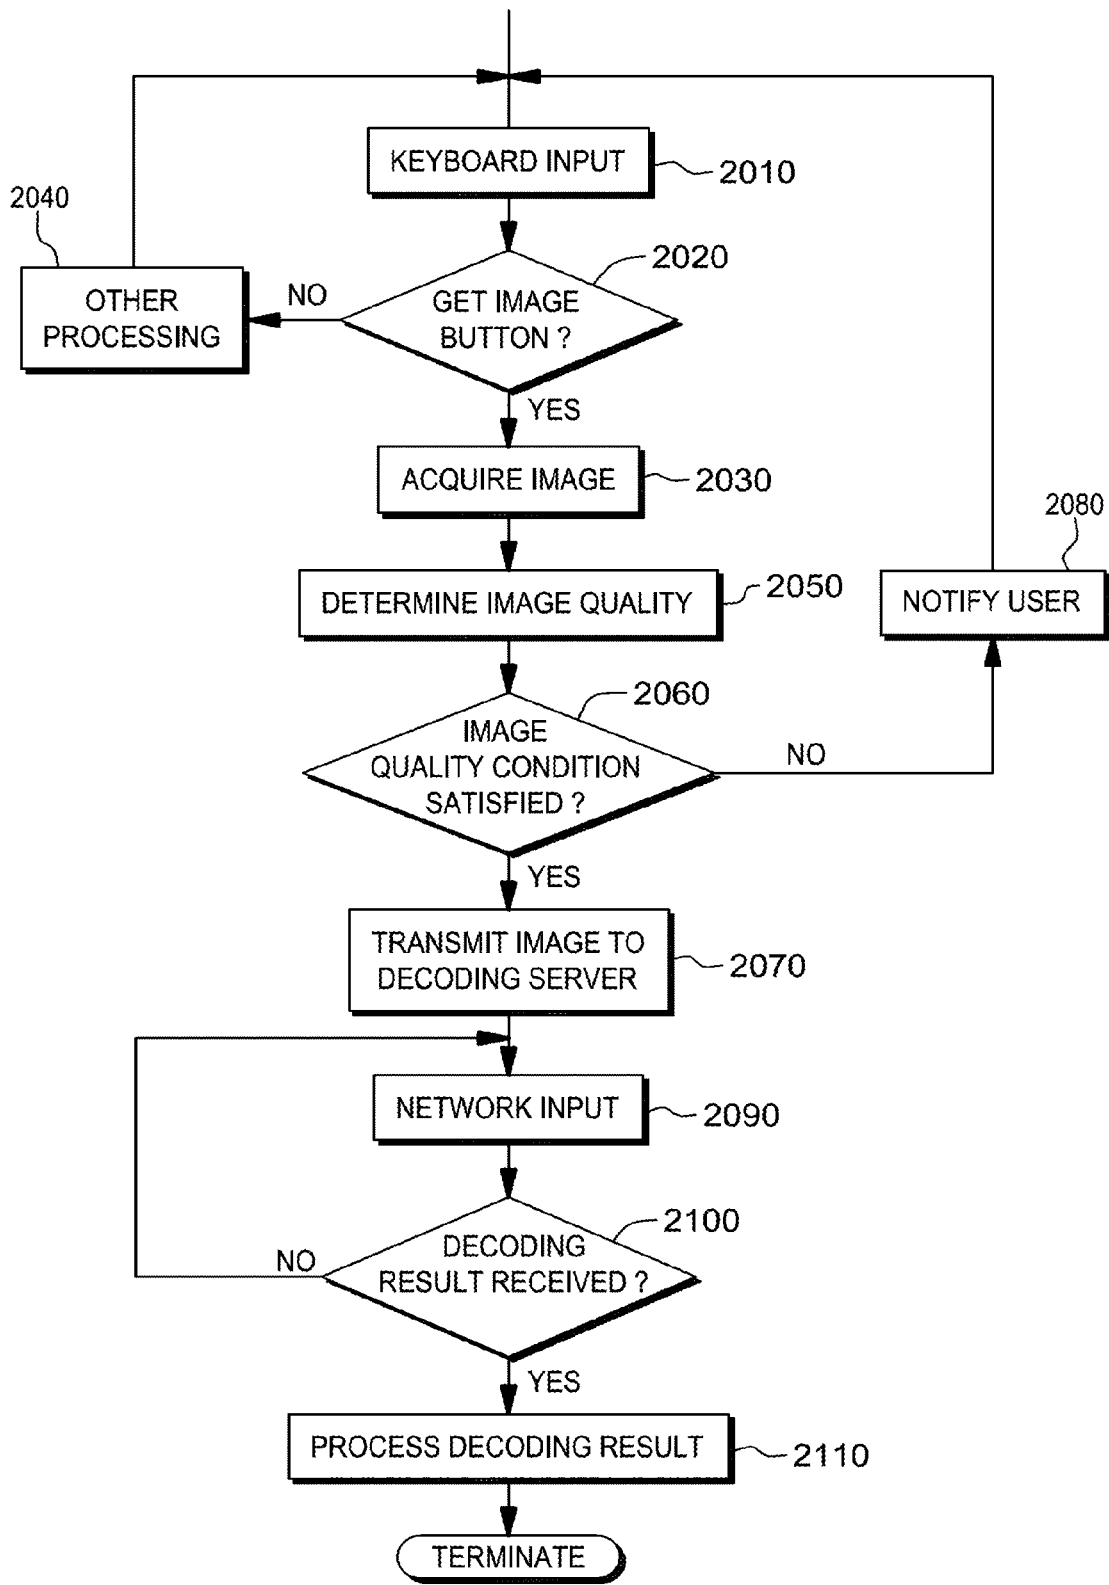 KEYBOARD INPUT
2010
2040
2020
OTHER
PROCESSING
NO
GET IMAGE
BUTTON ?
YES
ACQUIRE IMAGE
2030
2080
DETERMINE IMAGE QUALITY
2050
NOTIFY USER
2060
IMAGE
QUALITY CONDITION
SATISFIED ?
NO
YES
TRANSMIT IMAGE TO
DECODING SERVER
2070
NETWORK INPUT
2090
2100
NO
DECODING
RESULT RECEIVED ?
YES
PROCESS DECODING RESULT
2110
TERMINATE